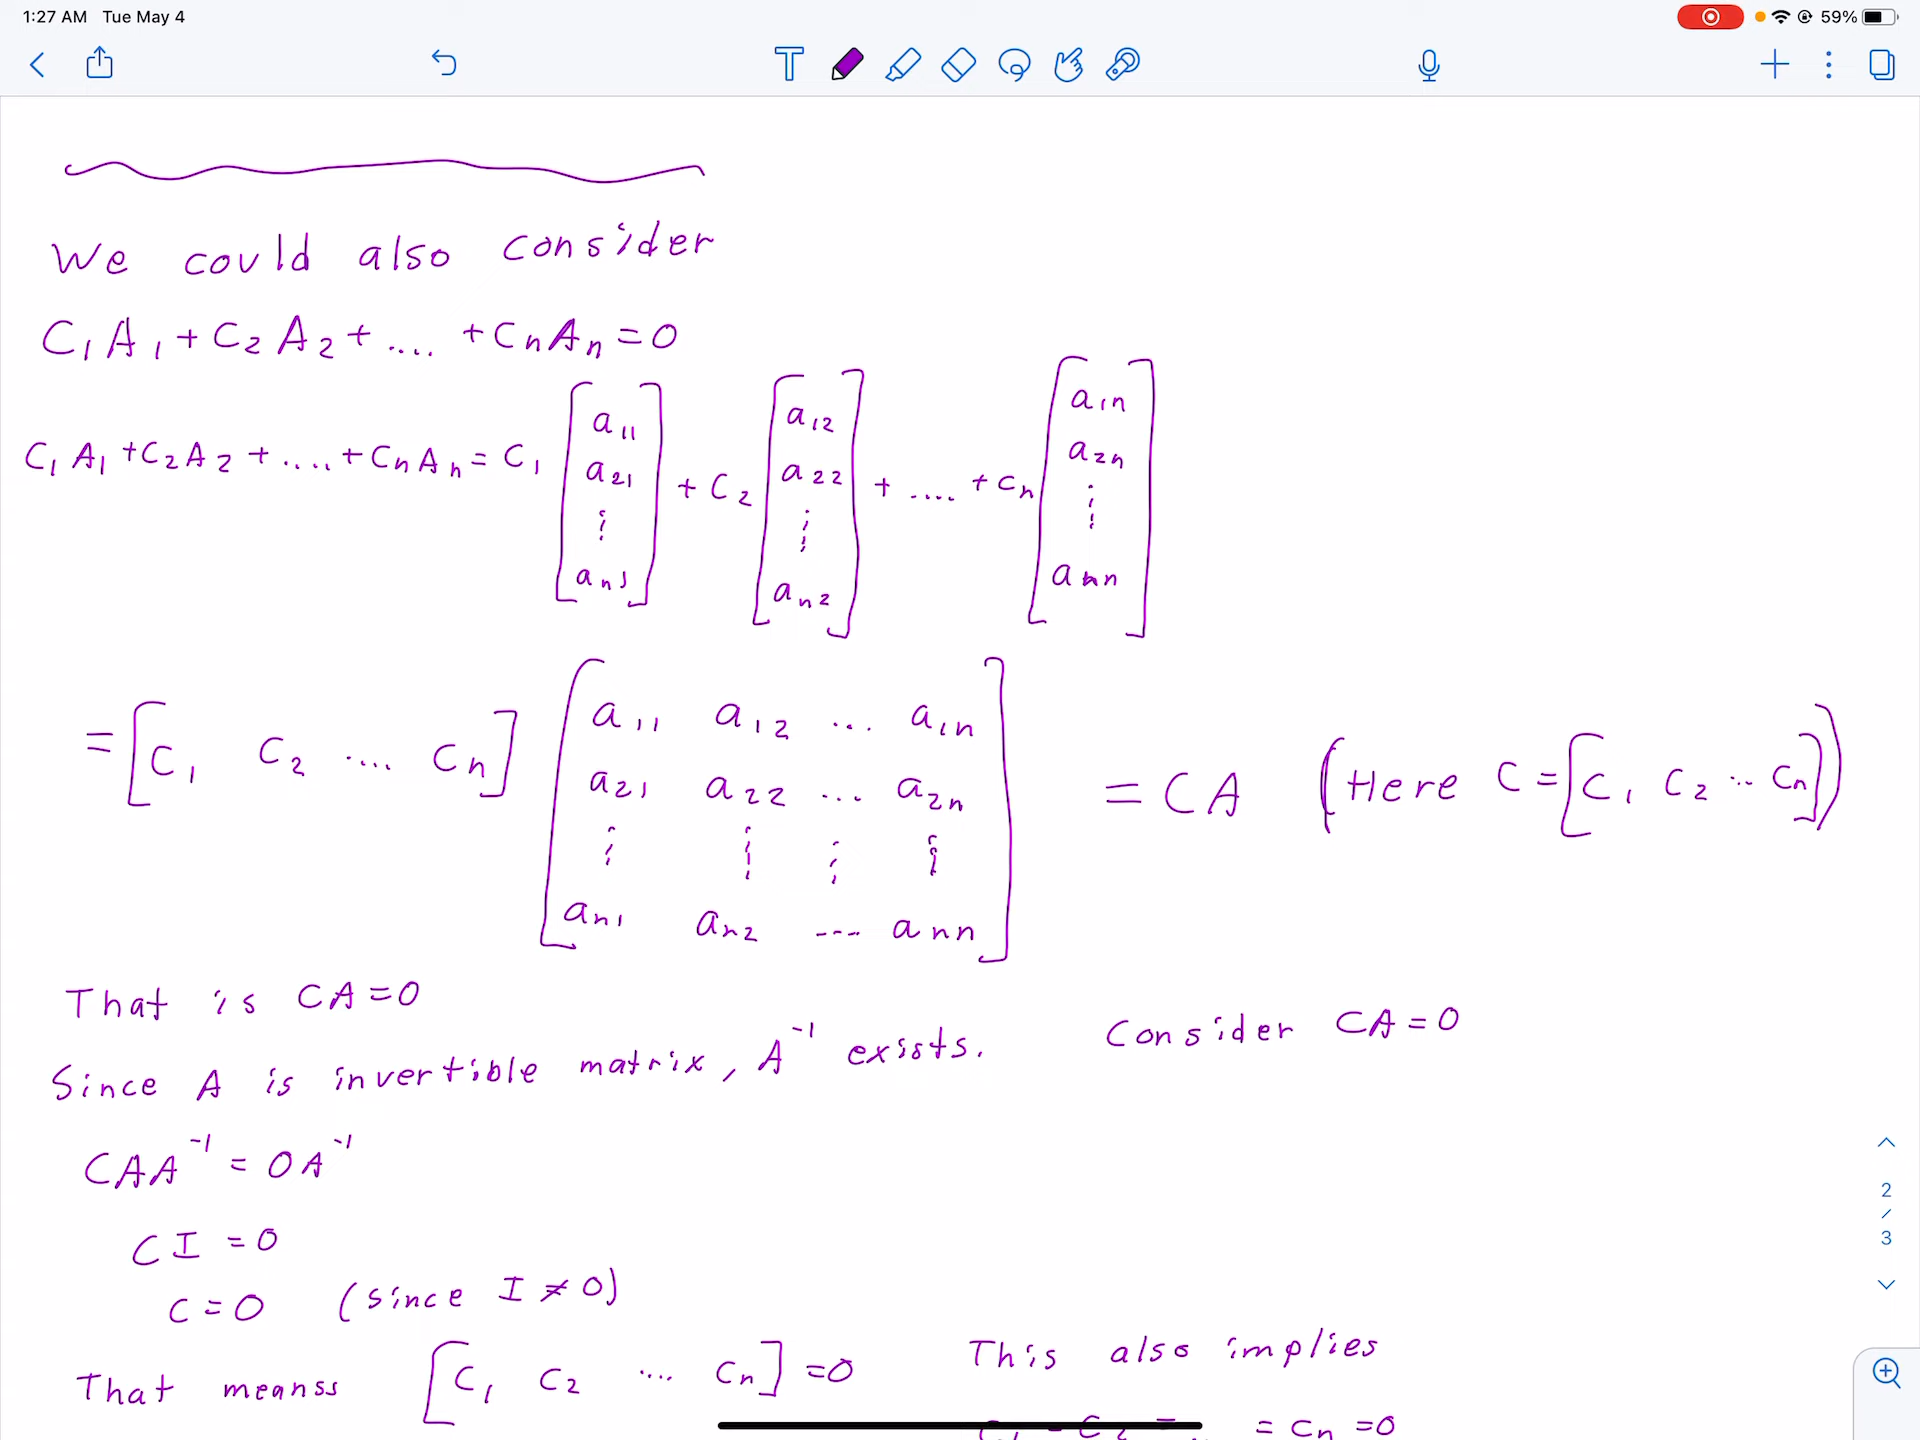 1:27 AM Tue May 4
59%
We could also consider
C₁A₁ + C₂A₂ + .... + CₙAₙ = 0
C₁A₁ + C₂A₂ + .... + CₙAₙ = C₁ [a₁₁ a₂₁ ⋮ aₙ₁] + C₂ [a₁₂ a₂₂ ⋮ aₙ₂] + .... + Cₙ [a₁ₙ a₂ₙ ⋮ aₙₙ]
= [C₁ C₂ .... Cₙ] [a₁₁ a₁₂ ... a₁ₙ
a₂₁ a₂₂ ... a₂ₙ
⋮ ⋮ ⋮ ⋮
aₙ₁ aₙ₂ ... aₙₙ] = CA (Here C = [C₁ C₂ ... Cₙ])
That is CA = 0
Since A is invertible matrix, A⁻¹ exists. Consider CA = 0
CAA⁻¹ = 0A⁻¹
CI = 0
C = 0 (since I ≠ 0)
That meanss [C₁ C₂ .... Cₙ] = 0 This also implies
= Cₙ = 0
2
/
3